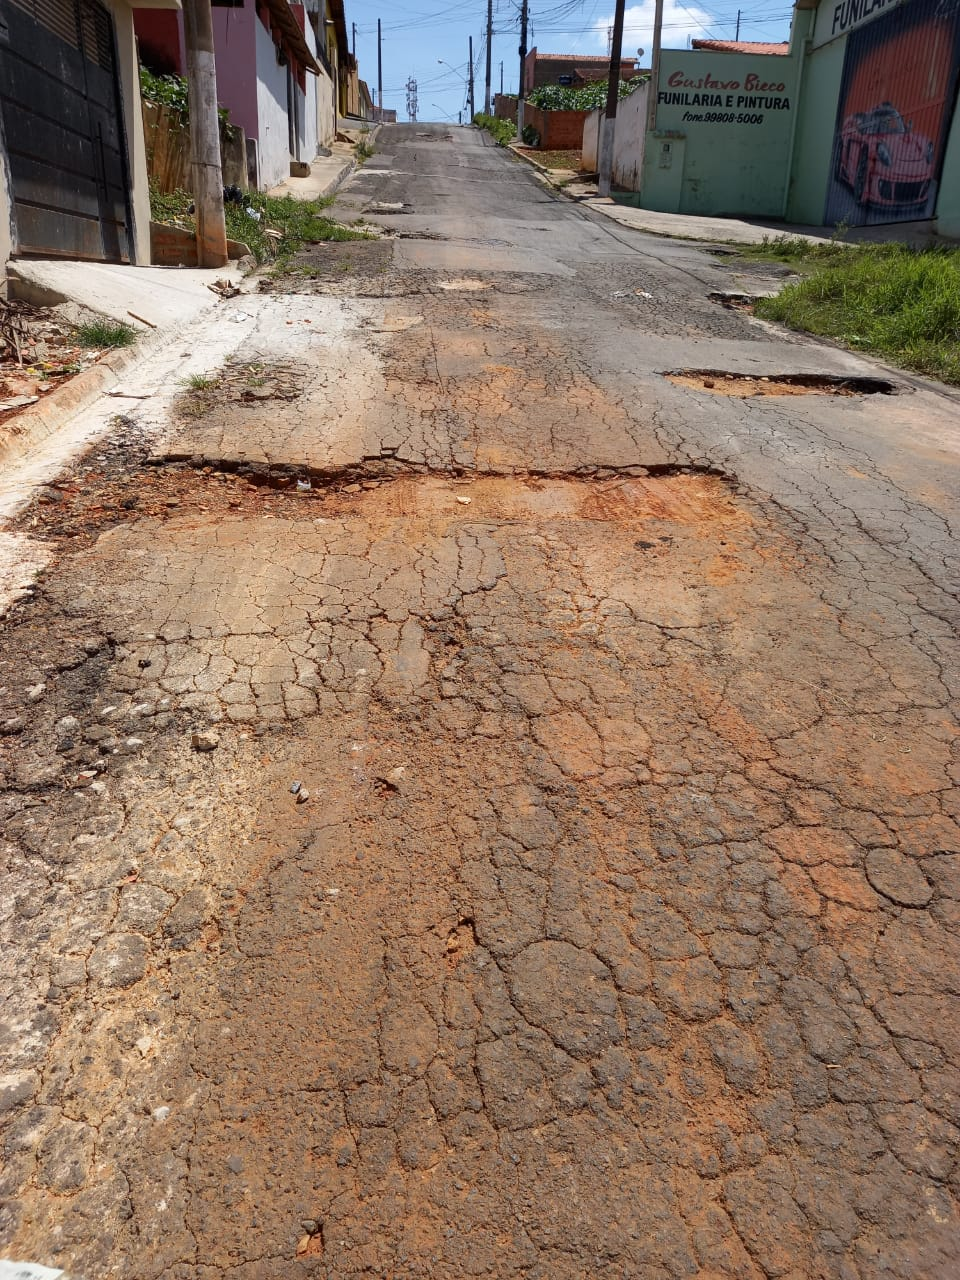 FUNILA
Gustavo Bieco
FUNILARIA E PINTURA
fone.99808-5006